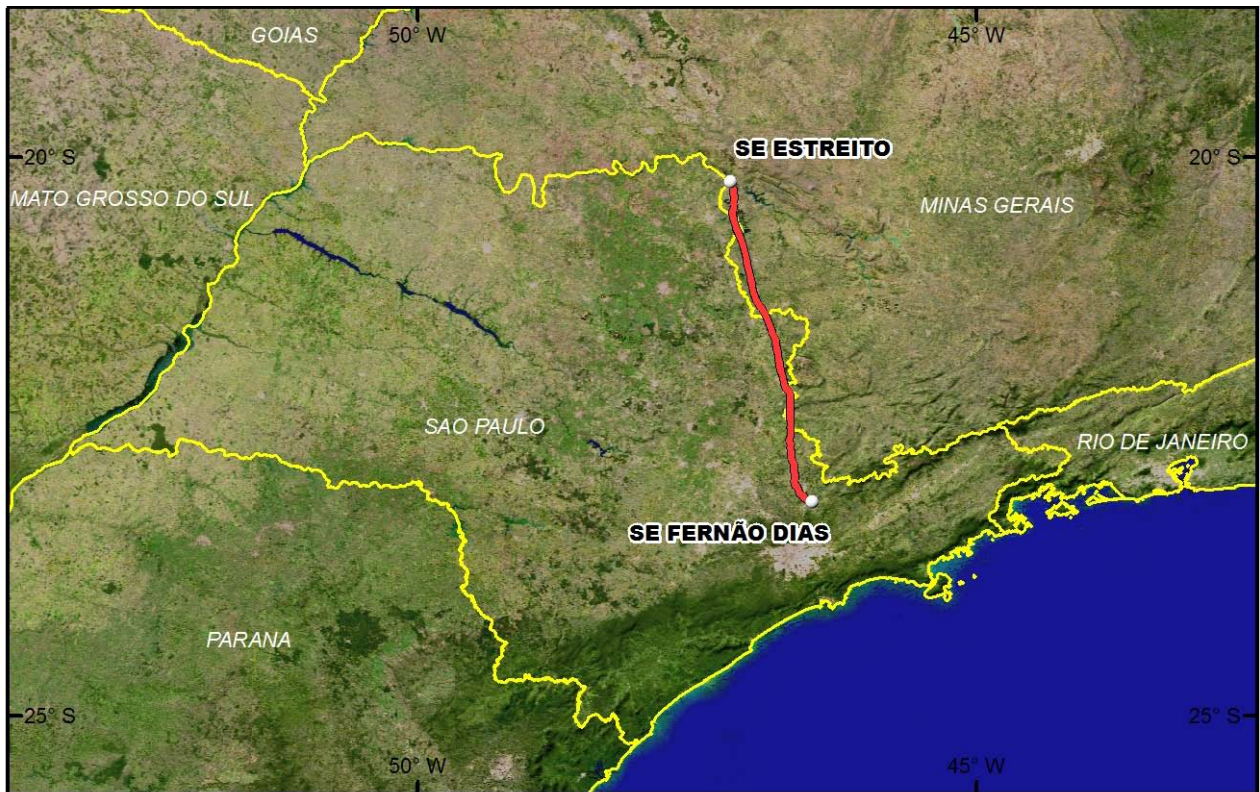 50° W
45° W
GOIAS
20° S
SE ESTREITO
20° S
MATO GROSSO DO SUL
MINAS GERAIS
SAO PAULO
RIO DE JANEIRO
SE FERNÃO DIAS
PARANA
25° S
25° S
50° W
45° W